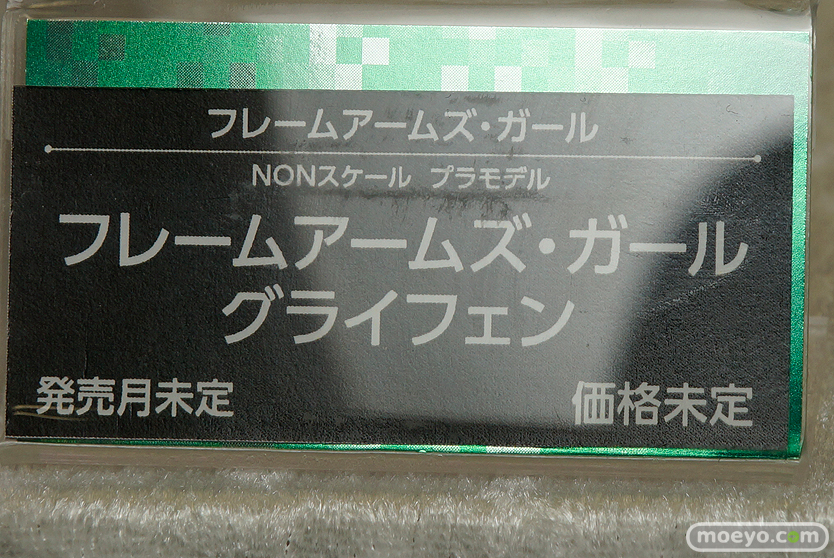 フレームアームズ・ガール
NONスケール プラモデル
フレームアームズ・ガール
グライフェン
発売月未定 価格未定
moeyo.com